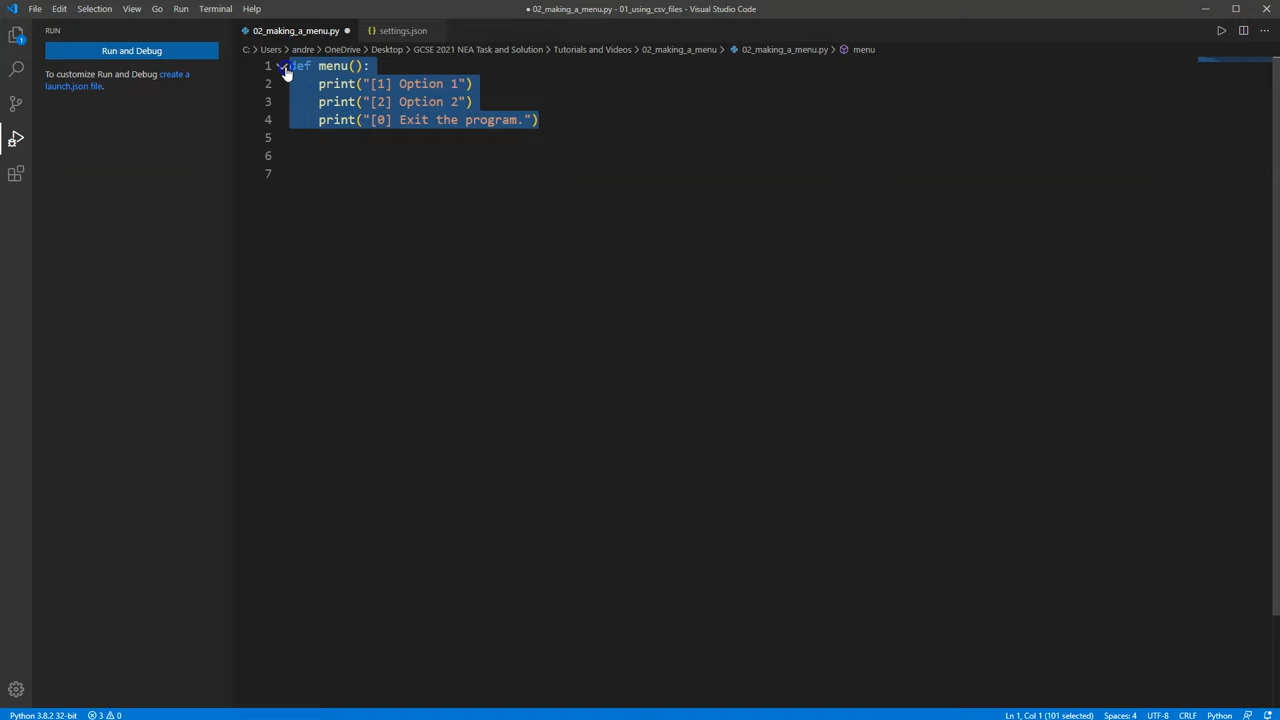 File Edit Selection View Go Run Terminal Help
● 02_making_a_menu.py - 01_using_csv_files - Visual Studio Code
RUN
Run and Debug
To customize Run and Debug create a
launch.json file.
02_making_a_menu.py ●
{} settings.json
C: > Users > andre > OneDrive > Desktop > GCSE 2021 NEA Task and Solution > Tutorials and Videos > 02_making_a_menu > 02_making_a_menu.py > menu
1 def menu():
2 print("[1] Option 1")
3 print("[2] Option 2")
4 print("[0] Exit the program.")
5
6
7
1
Python 3.8.2 32-bit 3 0
Ln 1, Col 1 (101 selected) Spaces: 4 UTF-8 CRLF Python